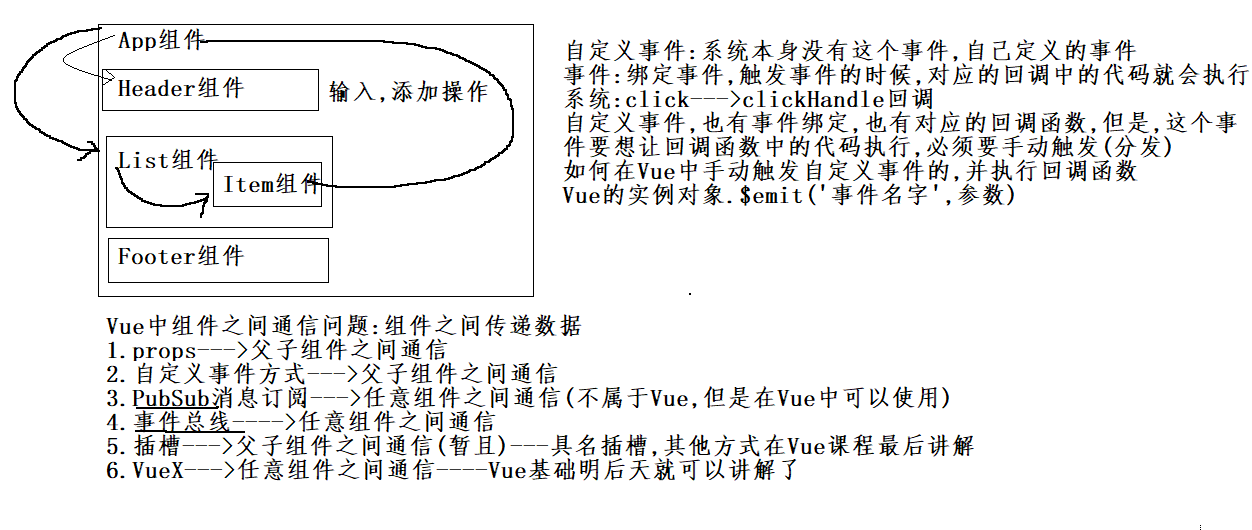 App组件
Header组件
输入,添加操作
List组件
Item组件
Footer组件
自定义事件:系统本身没有这个事件,自己定义的事件
事件:绑定事件,触发事件的时候,对应的回调中的代码就会执行
系统:click--->clickHandle回调
自定义事件,也有事件绑定,也有对应的回调函数,但是,这个事
件要想让回调函数中的代码执行,必须要手动触发(分发)
如何在Vue中手动触发自定义事件的,并执行回调函数
Vue的实例对象.$emit('事件名字',参数)
Vue中组件之间通信问题:组件之间传递数据
1.props--->父子组件之间通信
2.自定义事件方式--->父子组件之间通信
3.PubSub消息订阅--->任意组件之间通信(不属于Vue,但是在Vue中可以使用)
4.事件总线---->任意组件之间通信
5.插槽--->父子组件之间通信(暂且)---具名插槽,其他方式在Vue课程最后讲解
6.VueX--->任意组件之间通信----Vue基础明后天就可以讲解了